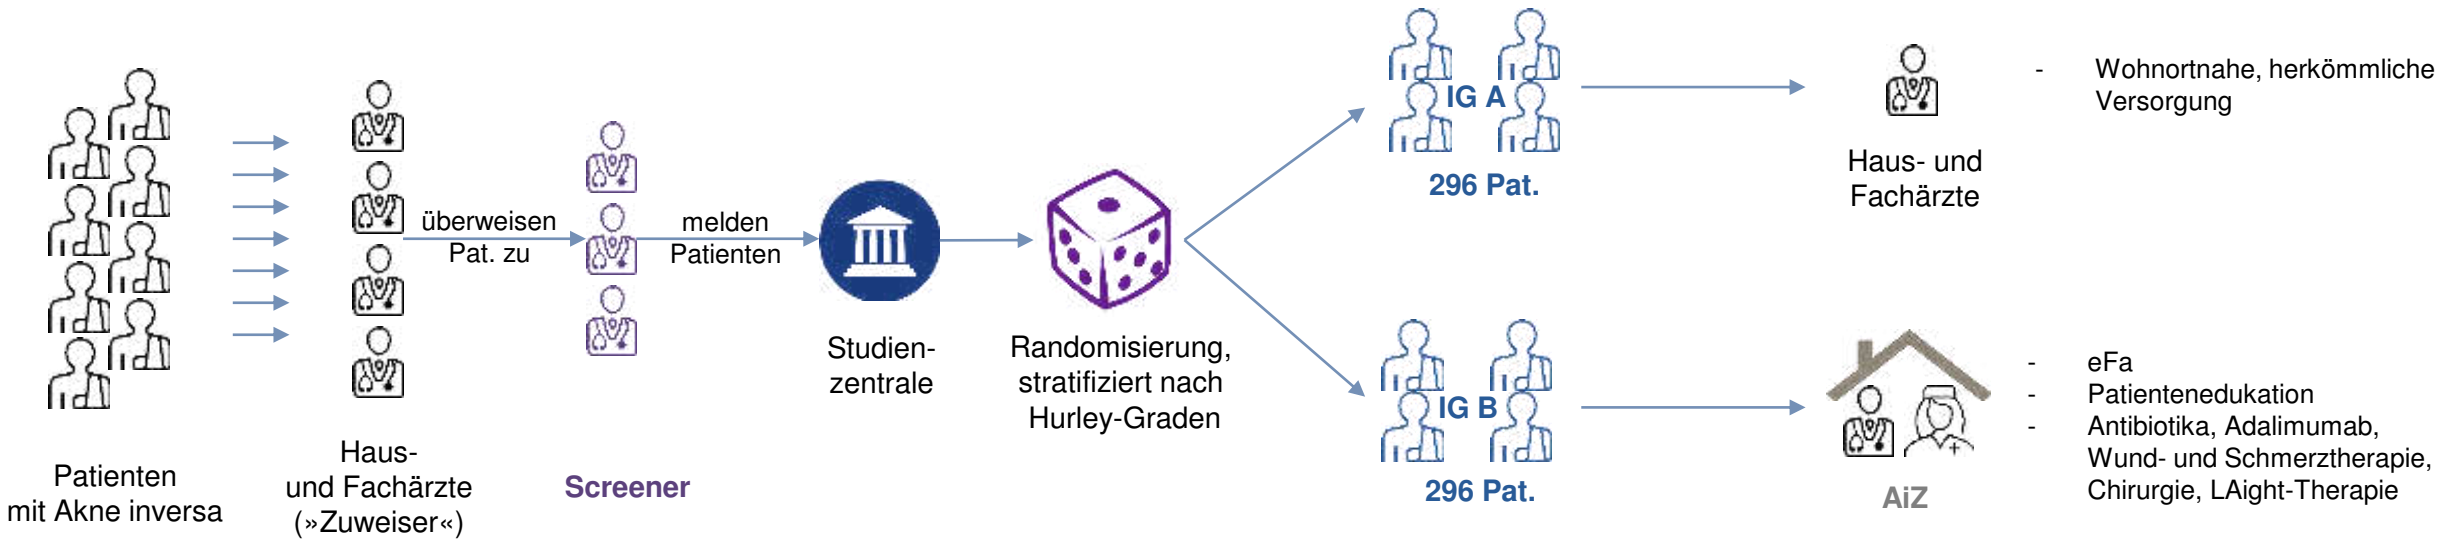 Patienten
mit Akne inversa
Haus-
und Fachärzte
(»Zuweiser«)
überweisen
Pat. zu
Screener
melden
Patienten
Studien-
zentrale
Randomisierung,
stratifiziert nach
Hurley-Graden
IG A
296 Pat.
Haus- und
Fachärzte
- Wohnortnahe, herkömmliche
Versorgung
IG B
296 Pat.
AiZ
- eFa
- Patientenedukation
- Antibiotika, Adalimumab,
Wund- und Schmerztherapie,
Chirurgie, LAight-Therapie